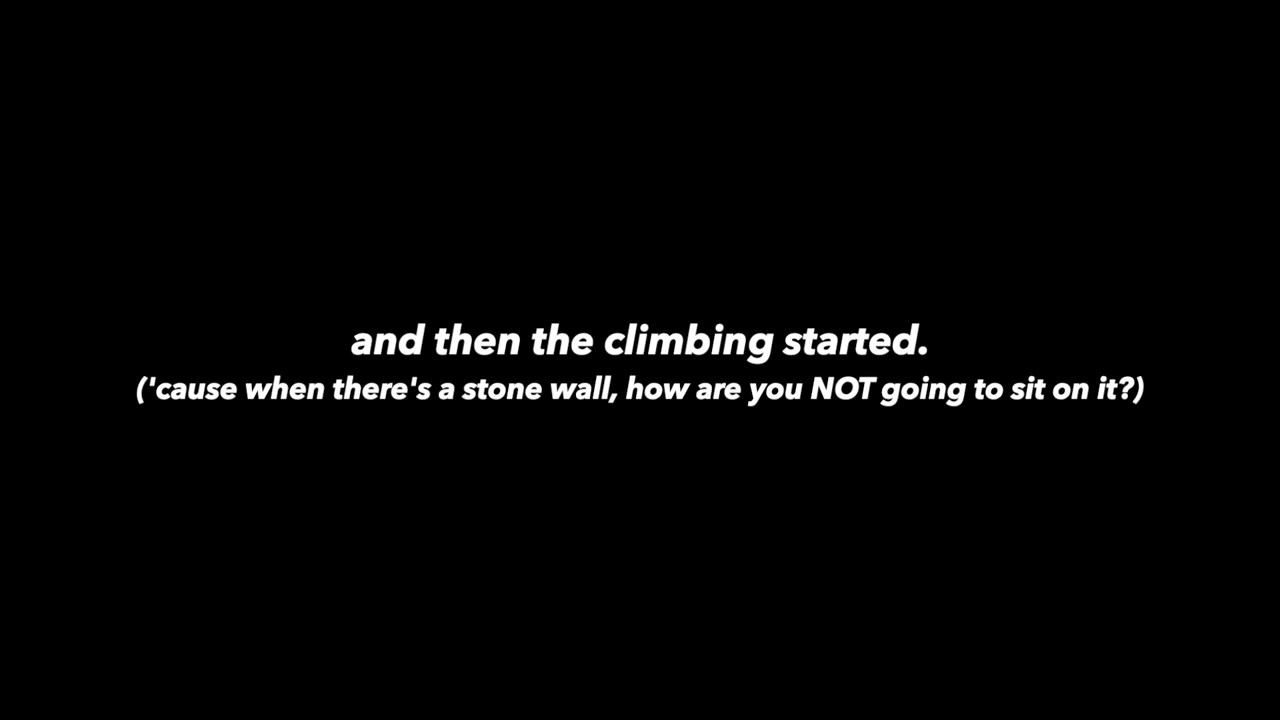 and then the climbing started.
('cause when there's a stone wall, how are you NOT going to sit on it?)